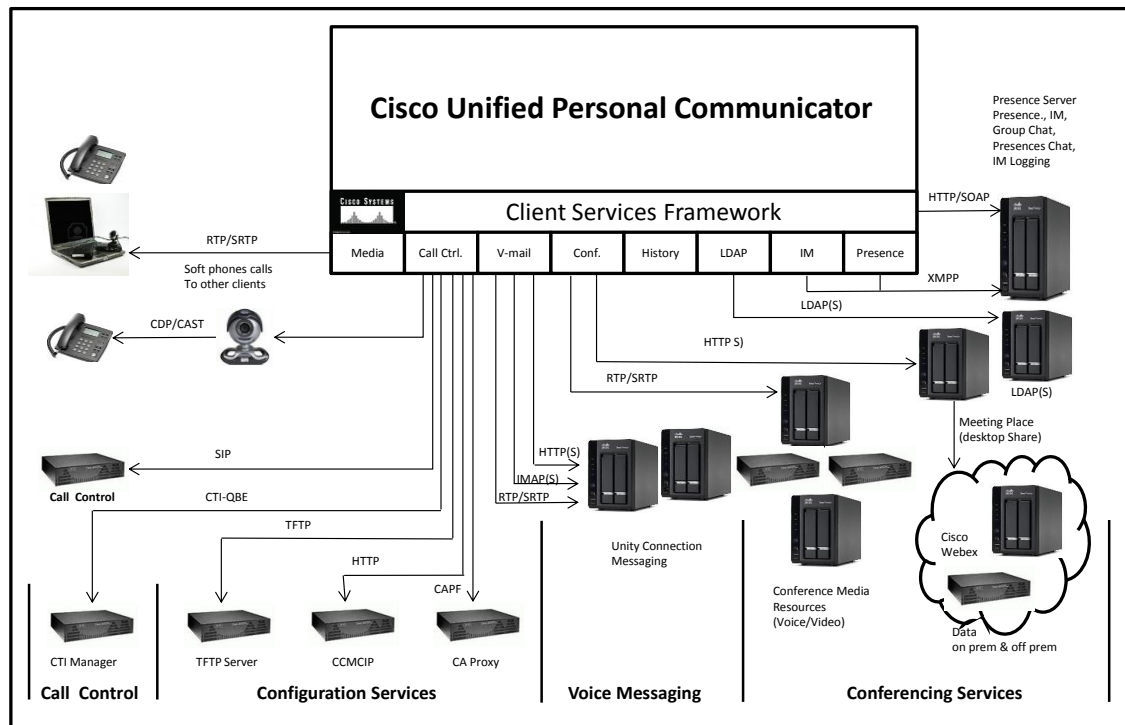 Cisco Unified Personal Communicator
Presence Server
Presence., IM,
Group Chat,
Presences Chat,
IM Logging
CISCO SYSTEMS
Client Services Framework
HTTP/SOAP
Media
Call Ctrl.
V-mail
Conf.
History
LDAP
IM
Presence
RTP/SRTP
Soft phones calls
To other clients
XMPP
LDAP(S)
CDP/CAST
HTTP S)
RTP/SRTP
LDAP(S)
Meeting Place
(desktop Share)
SIP
Call Control
HTTP(S)
IMAP(S)
RTP/SRTP
CTI-QBE
TFTP
HTTP
CAPF
Unity Connection
Messaging
Cisco
Webex
Conference Media
Resources
(Voice/Video)
Data
on prem & off prem
CTI Manager
TFTP Server
CCMCIP
CA Proxy
Call Control
Configuration Services
Voice Messaging
Conferencing Services